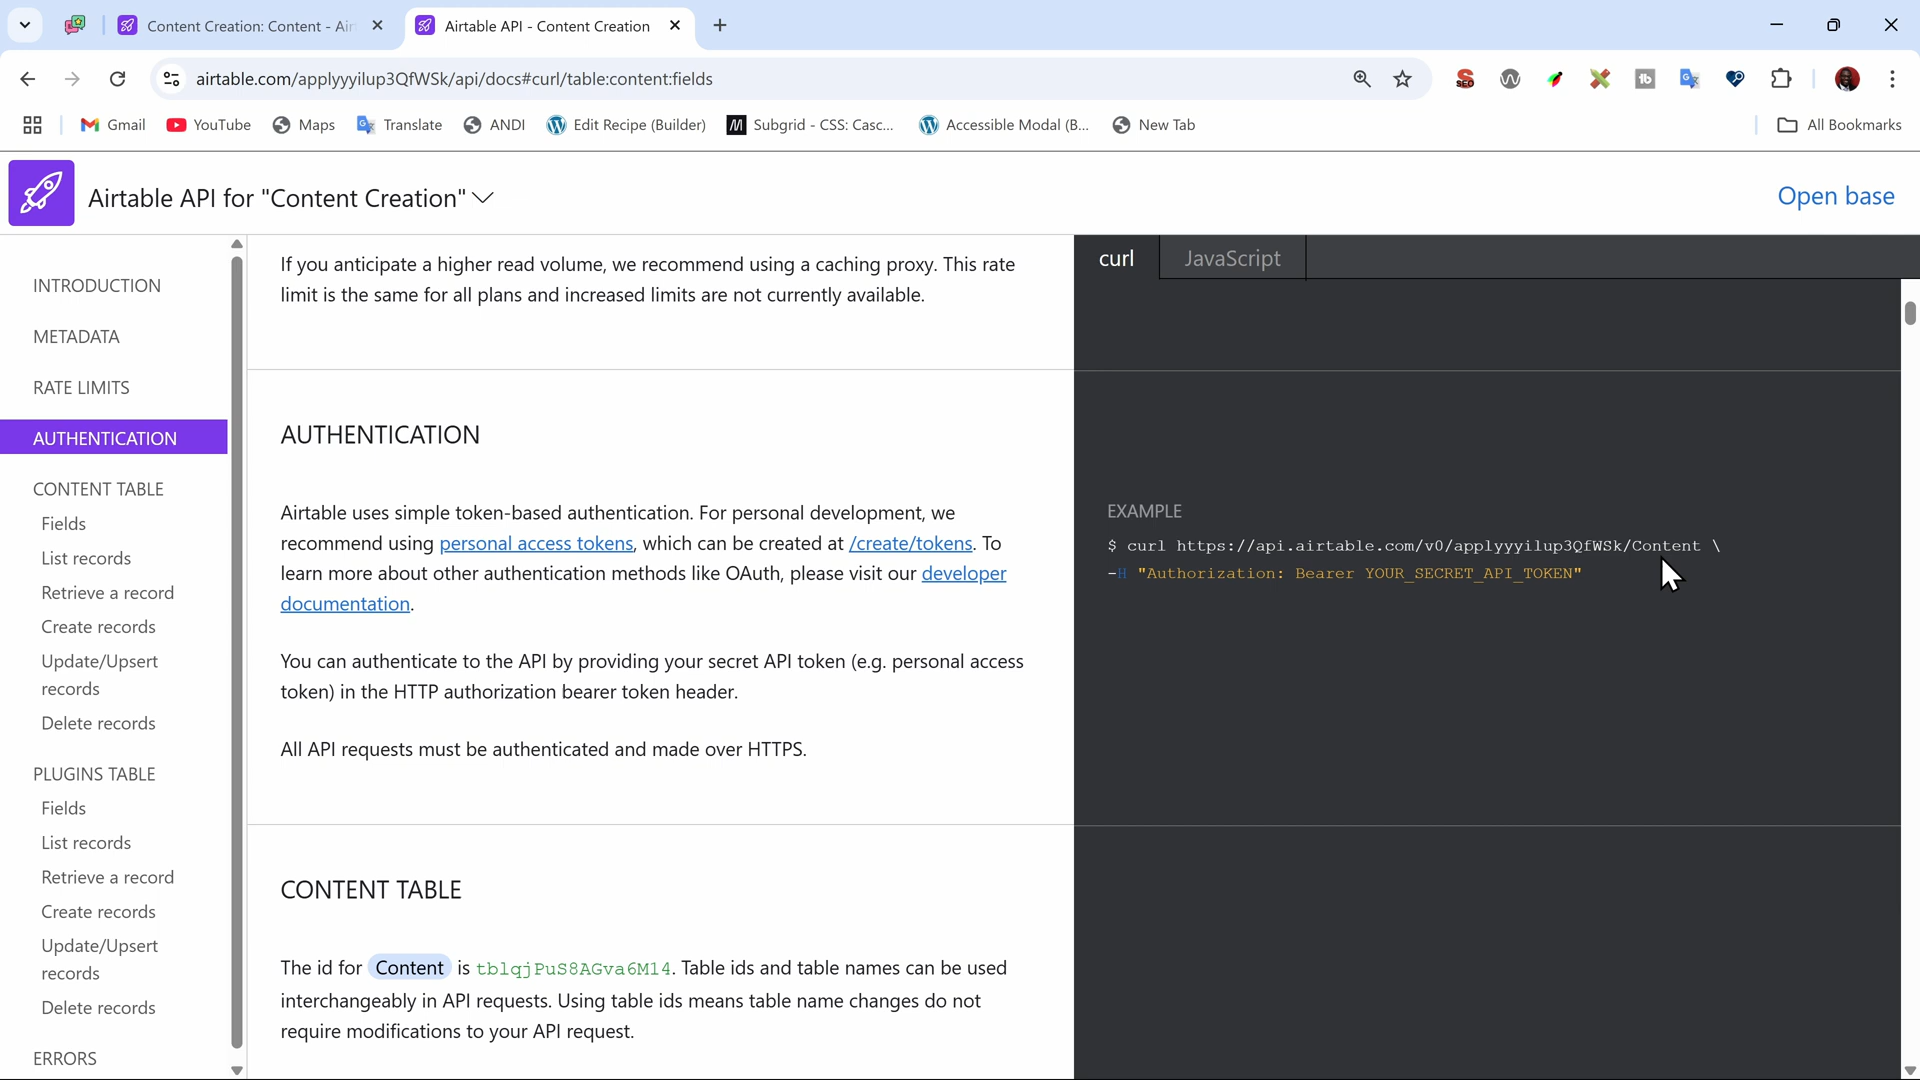 Content Creation: Content - Air
Airtable API - Content Creation
airtable.com/applyyyilup3QfWSk/api/docs#curl/table:content:fields
SEO
tb
Gmail
YouTube
Maps
Translate
ANDI
Edit Recipe (Builder)
Subgrid - CSS: Casc...
Accessible Modal (B...
New Tab
All Bookmarks
Airtable API for "Content Creation"
Open base
INTRODUCTION
METADATA
RATE LIMITS
AUTHENTICATION
CONTENT TABLE
Fields
List records
Retrieve a record
Create records
Update/Upsert
records
Delete records
PLUGINS TABLE
Fields
List records
Retrieve a record
Create records
Update/Upsert
records
Delete records
ERRORS
If you anticipate a higher read volume, we recommend using a caching proxy. This rate
limit is the same for all plans and increased limits are not currently available.
AUTHENTICATION
Airtable uses simple token-based authentication. For personal development, we
recommend using personal access tokens, which can be created at /create/tokens. To
learn more about other authentication methods like OAuth, please visit our developer
documentation.
You can authenticate to the API by providing your secret API token (e.g. personal access
token) in the HTTP authorization bearer token header.
All API requests must be authenticated and made over HTTPS.
CONTENT TABLE
The id for Content is tblqjPuS8AGva6M14. Table ids and table names can be used
interchangeably in API requests. Using table ids means table name changes do not
require modifications to your API request.
curl
JavaScript
EXAMPLE
$ curl https://api.airtable.com/v0/applyyyilup3QfWSk/Content \
-H "Authorization: Bearer YOUR_SECRET_API_TOKEN"